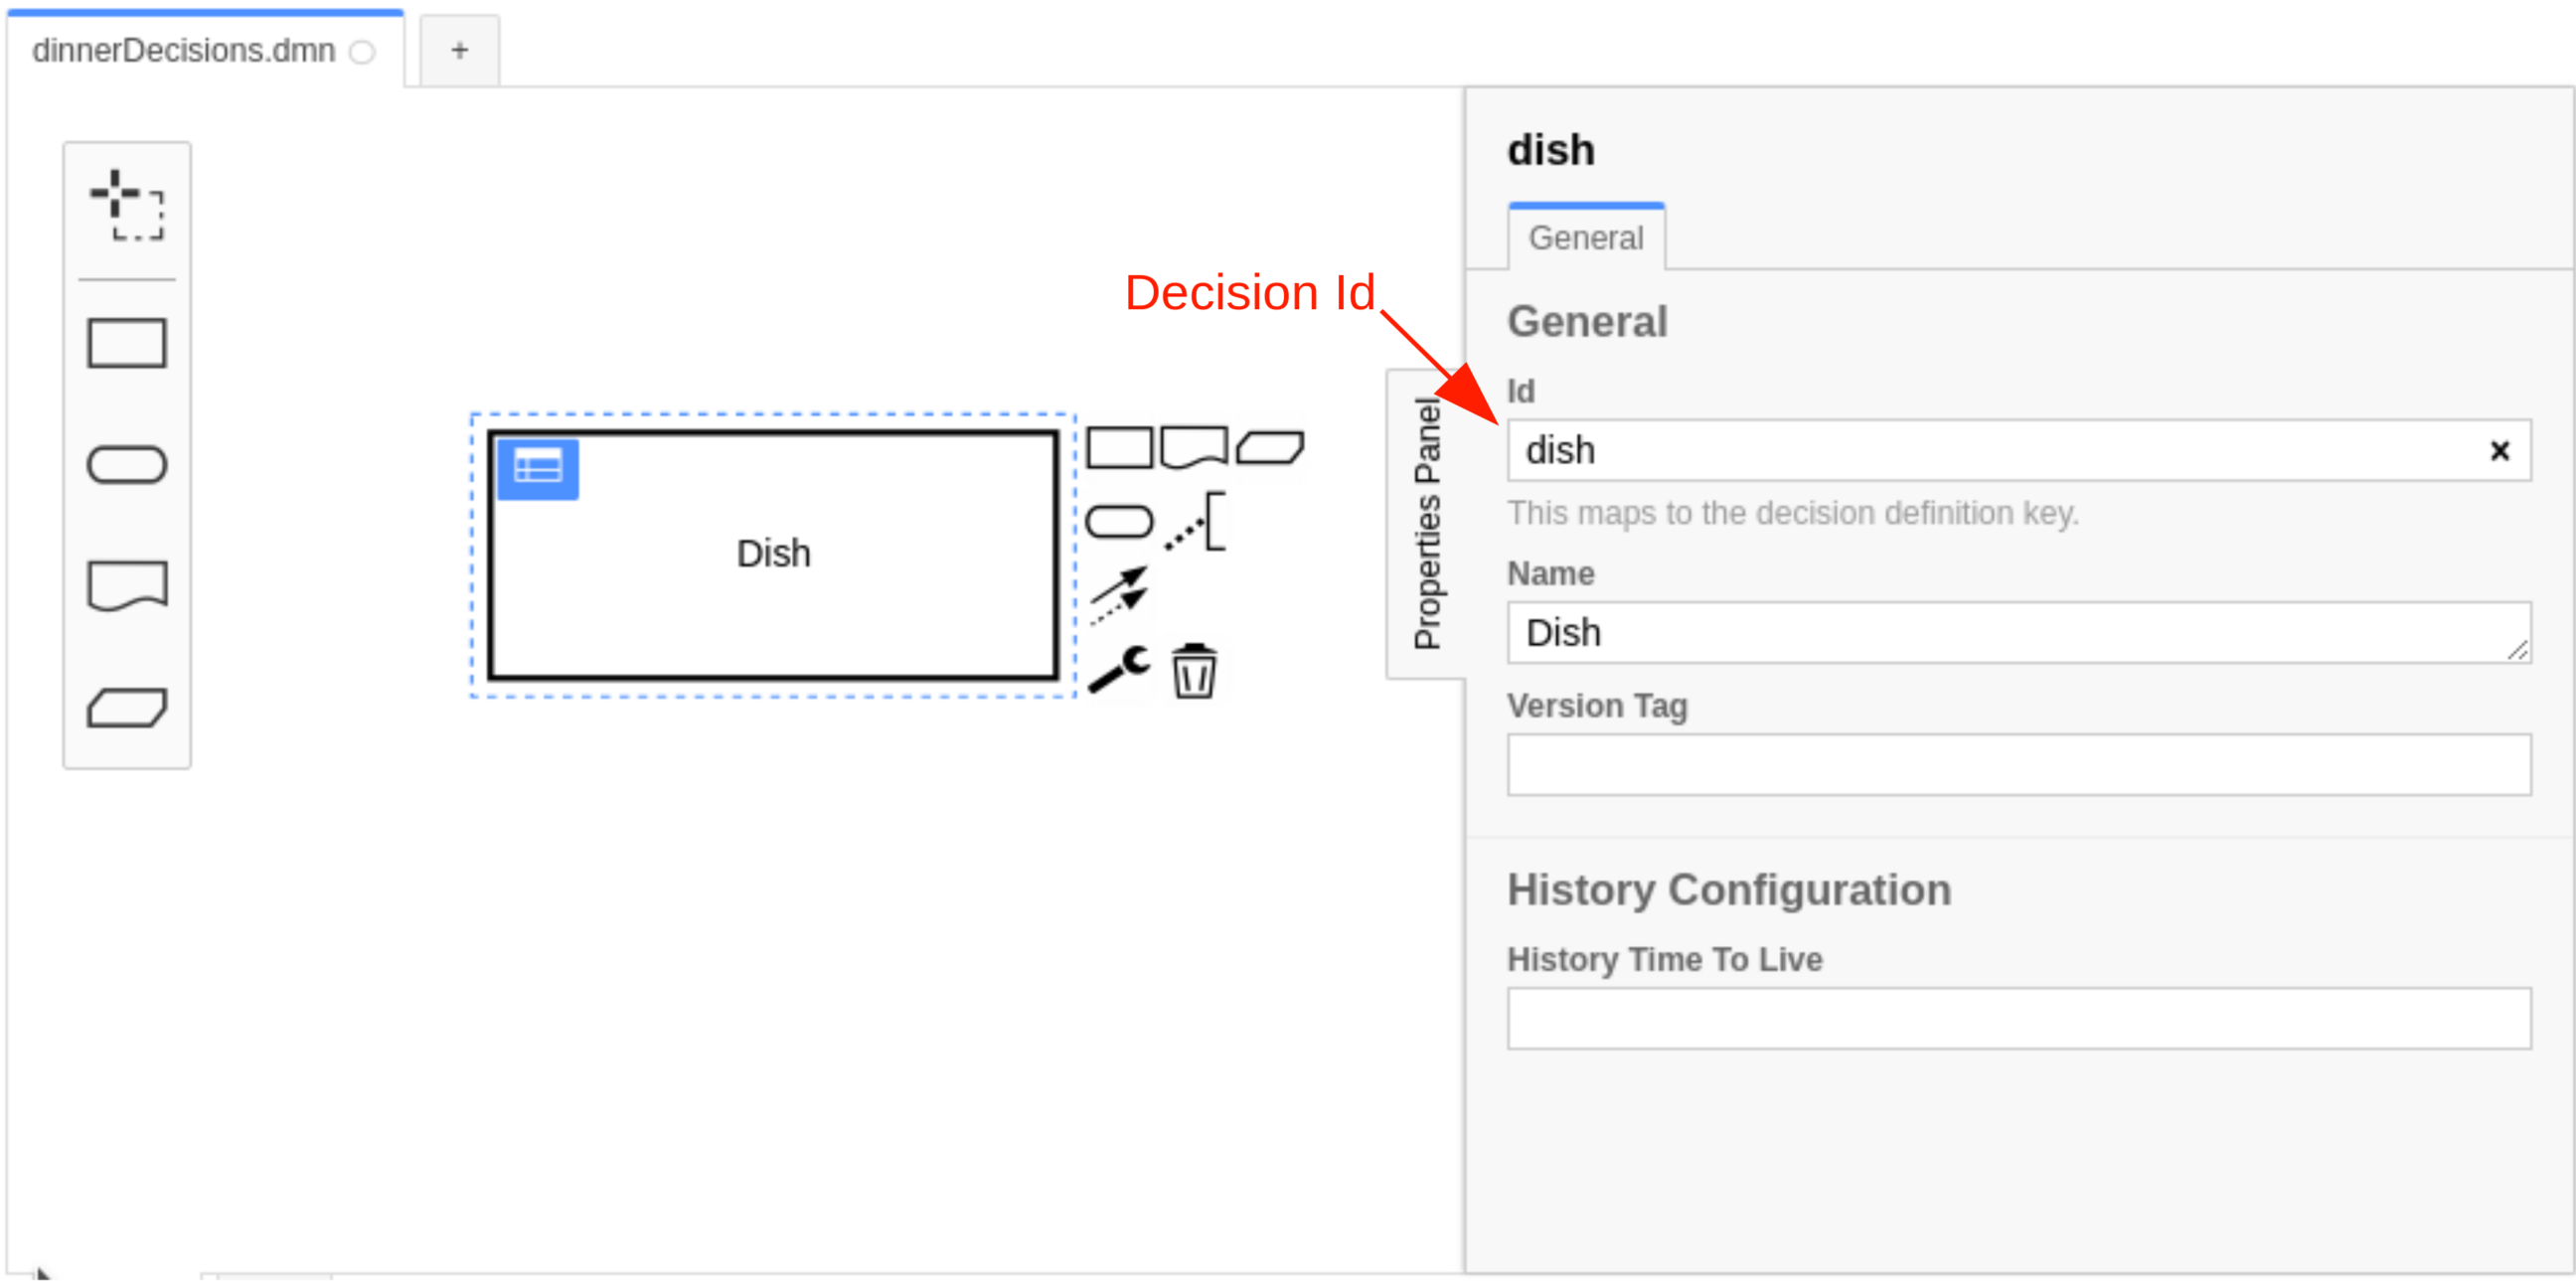 dinnerDecisions.dmn
+
dish
General
Decision Id
General
Id
dish
This maps to the decision definition key.
Name
Dish
Version Tag
History Configuration
History Time To Live
Properties Panel
Dish